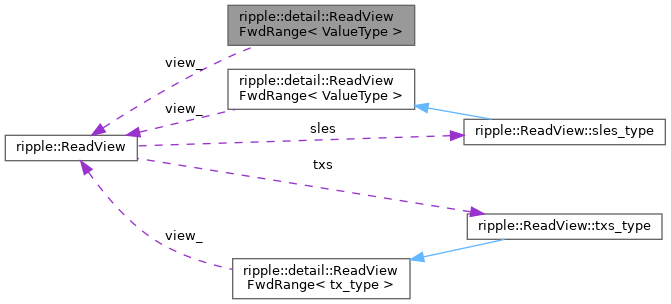 ripple::detail::ReadView
FwdRange< ValueType >
view_
ripple::detail::ReadView
FwdRange< ValueType >
view_
sles
ripple::ReadView::sles_type
ripple::ReadView
txs
ripple::ReadView::txs_type
view_
ripple::detail::ReadView
FwdRange< tx_type >